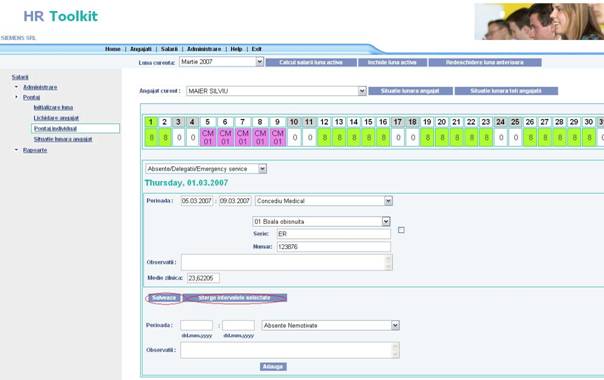 HR Toolkit
SIEMENS SRL
Home | Angajati | Salarii | Administrare | Help | Exit
Luna curenta: Martie 2007 Calcul salarii luna activa Inchide luna activa Redeschidere luna anterioara
Salarii
Administrare
Pontaj
Initializare luna
Lichidare angajat
Pontaj individual
Situatie lunara angajat
Rapoarte
Angajat curent : MAIER SILVIU Situatie lunara angajat Situatie lunara toti angajatii
1 2 3 4 5 6 7 8 9 10 11 12 13 14 15 16 17 18 19 20 21 22 23 24 25 26 27 28 29 30
8 8 0 0 CM 01 CM 01 CM 01 CM 01 CM 01 0 0 8 8 8 8 8 0 0 8 8 8 8 8 0 0 8 8 8 8 8 0
Absente/Delegatii/Emergency service
Thursday, 01.03.2007
Perioada : 05.03.2007 : 09.03.2007 Concediu Medical
01 Boala obisnuita
Serie: ER
Numar: 123876
Observatii :
Medie zilnica: 23,62205
Salveaza Sterge intervalele selectate
Perioada : : Absente Nemotivate
dd.mm.yyyy dd.mm.yyyy
Observatii :
Adauga